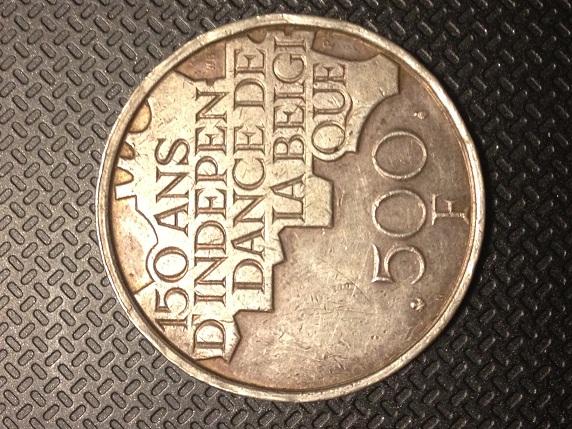 150 ANS
D'INDEPEN
DANCE DE
LA BELGI
QUE
500
F